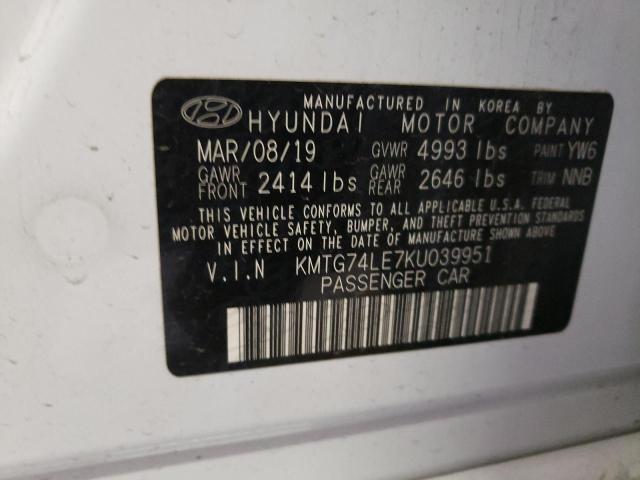 MANUFACTURED IN KOREA BY
HYUNDAI MOTOR COMPANY
MAR/08/19 GVWR 4993 lbs PAINT YW6
GAWR FRONT 2414 lbs GAWR REAR 2646 lbs TRIM NNB
THIS VEHICLE CONFORMS TO ALL APPLICABLE U.S.A. FEDERAL
MOTOR VEHICLE SAFETY, BUMPER, AND THEFT PREVENTION STANDARDS
IN EFFECT ON THE DATE OF MANUFACTURE SHOWN ABOVE
V.I.N KMTG74LE7KU039951
PASSENGER CAR